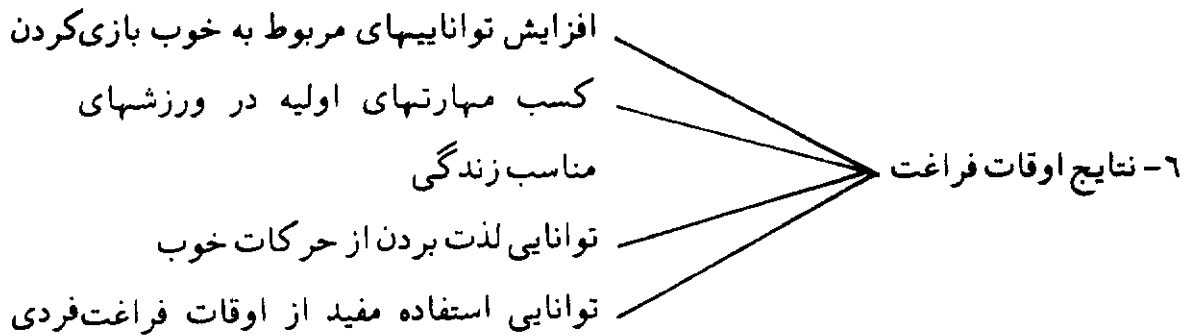 ٦- نتایج اوقات فراغت
افزایش تواناییهای مربوط به خوب بازی‌کردن
کسب مهارتهای اولیه در ورزشهای
مناسب زندگی
توانایی لذت بردن از حرکات خوب
توانایی استفاده مفید از اوقات فراغت‌فردی